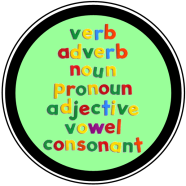 verb
adverb
noun
pronoun
adjective
vowel
consonant